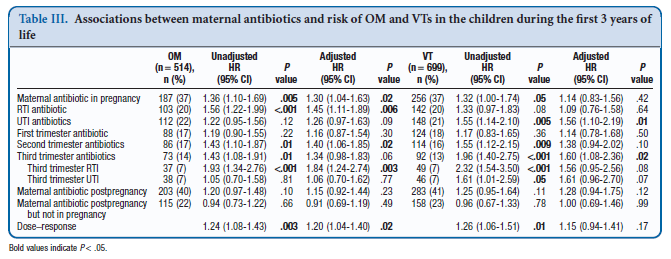 Table III. Associations between maternal antibiotics and risk of OM and VTs in the children during the first 3 years of
life
OM Unadjusted Adjusted VT Unadjusted Adjusted
(n = 514), HR P HR P (n = 699), HR P HR P
n (%) (95% CI) value (95% CI) value n (%) (95% CI) value (95% CI) value
Maternal antibiotic in pregnancy 187 (37) 1.36 (1.10-1.69) .005 1.30 (1.04-1.63) .02 256 (37) 1.32 (1.00-1.74) .05 1.14 (0.83-1.56) .42
RTI antibiotic 103 (20) 1.56 (1.22-1.99) <.001 1.45 (1.11-1.89) .006 142 (20) 1.33 (0.97-1.83) .08 1.09 (0.76-1.58) .64
UTI antibiotics 112 (22) 1.22 (0.95-1.56) .12 1.26 (0.97-1.63) .09 148 (21) 1.55 (1.14-2.10) .005 1.56 (1.10-2.19) .01
First trimester antibiotic 88 (17) 1.19 (0.90-1.55) .22 1.16 (0.87-1.54) .30 124 (18) 1.17 (0.83-1.65) .36 1.14 (0.78-1.68) .50
Second trimester antibiotics 86 (17) 1.43 (1.10-1.87) .01 1.40 (1.06-1.85) .02 114 (16) 1.55 (1.12-2.15) .009 1.38 (0.94-2.02) .10
Third trimester antibiotics 73 (14) 1.43 (1.08-1.91) .01 1.34 (0.98-1.83) .06 92 (13) 1.96 (1.40-2.75) <.001 1.60 (1.08-2.36) .02
Third trimester RTI 37 (7) 1.93 (1.34-2.76) <.001 1.84 (1.24-2.74) .003 49 (7) 2.32 (1.54-3.50) <.001 1.56 (0.95-2.56) .08
Third trimester UTI 38 (7) 1.05 (0.70-1.58) .81 1.06 (0.70-1.62) .77 46 (7) 1.61 (1.01-2.59) .05 1.61 (0.96-2.70) .07
Maternal antibiotic postpregnancy 203 (40) 1.20 (0.97-1.48) .10 1.15 (0.92-1.44) .23 283 (41) 1.25 (0.95-1.64) .11 1.28 (0.94-1.75) .12
Maternal antibiotic postpregnancy 115 (22) 0.94 (0.73-1.22) .66 0.91 (0.69-1.19) .49 158 (23) 0.96 (0.67-1.33) .78 1.00 (0.69-1.46) .99
but not in pregnancy
Dose–response 1.24 (1.08-1.43) .003 1.20 (1.04-1.40) .02 1.26 (1.06-1.51) .01 1.15 (0.94-1.41) .17
Bold values indicate P < .05.